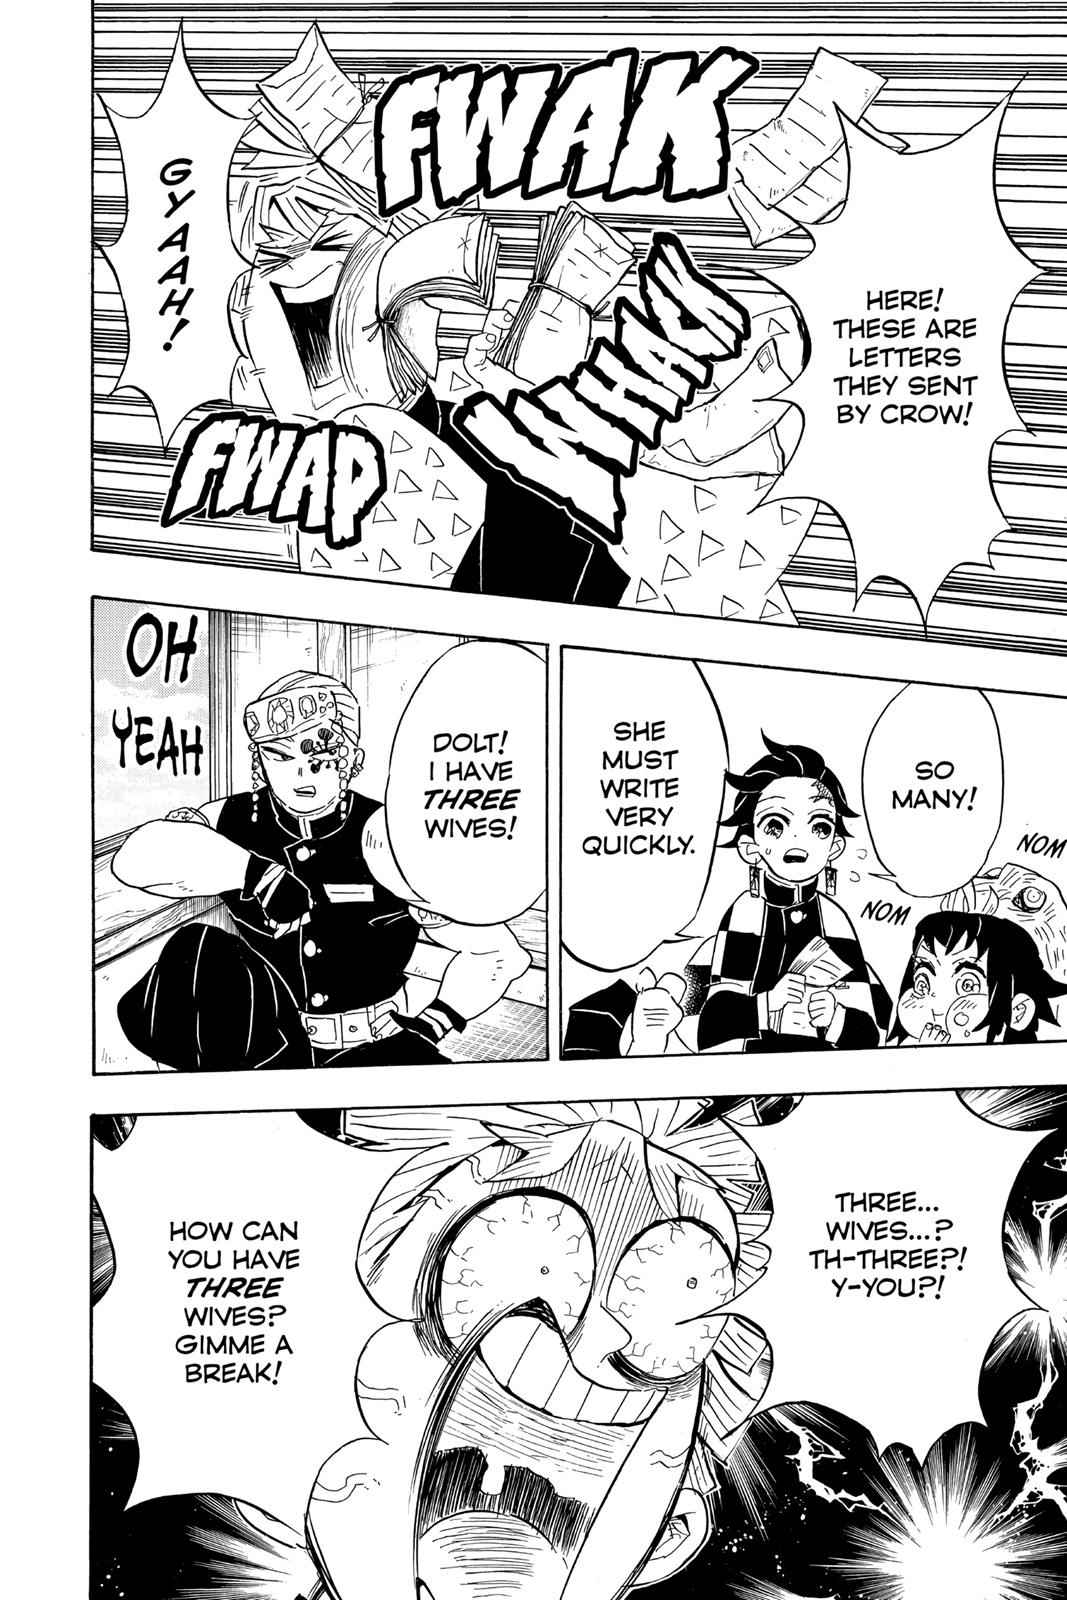 FWAK
HERE!
THESE ARE
LETTERS
THEY SENT
BY CROW!
GYAAH!
WHAKK
FWAP
SO
MANY!
NOM
NOM
SHE
MUST
WRITE
VERY
QUICKLY.
DOLT!
I HAVE
THREE
WIVES!
OH
YEAH
THREE...
WIVES...?
TH-THREE?!
Y-YOU?!
HOW CAN
YOU HAVE
THREE
WIVES?
GIMME A
BREAK!